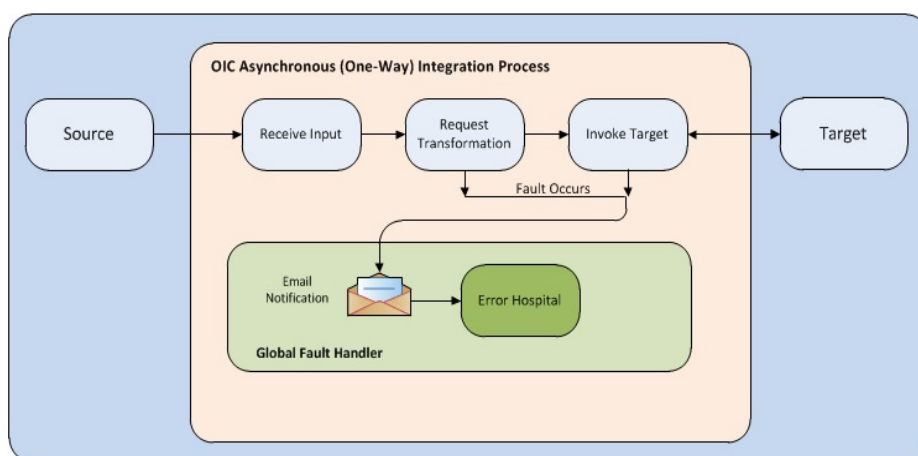 OIC Asynchronous (One-Way) Integration Process
Source
Receive Input
Request
Transformation
Invoke Target
Target
Fault Occurs
Email
Notification
Error Hospital
Global Fault Handler